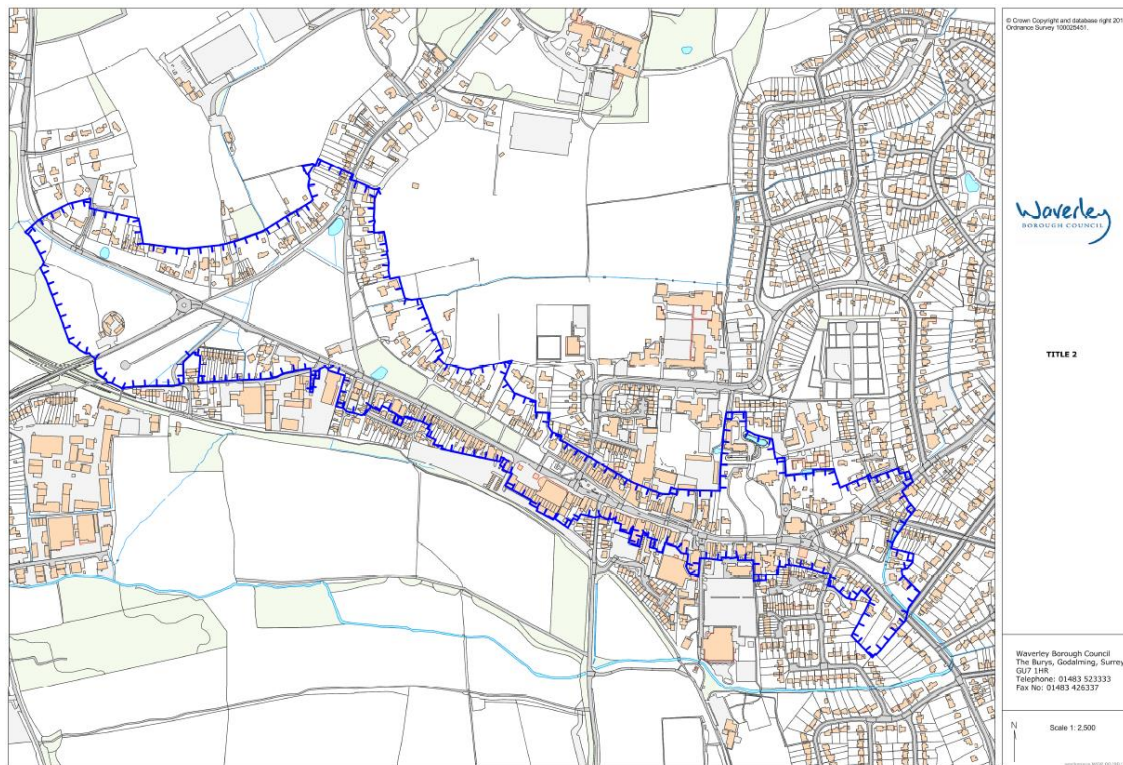 © Crown Copyright and database right 201
Ordnance Survey 100025451.
Waverley
BOROUGH COUNCIL
TITLE 2
Waverley Borough Council
The Burys, Godalming, Surrey
GU7 1HR
Telephone: 01483 523333
Fax No: 01483 426337
N
Scale 1: 2,500